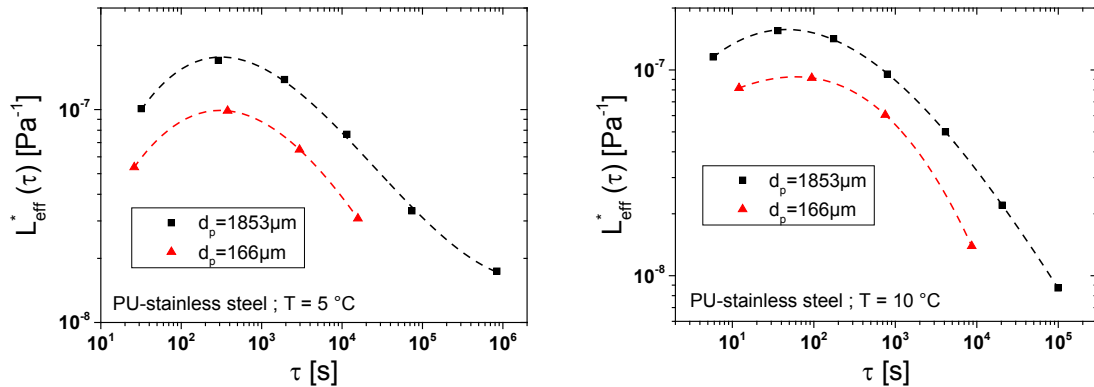 10⁻⁷
10⁻⁸
L*eff (τ) [Pa⁻¹]
dp=1853µm
dp=166µm
PU-stainless steel ; T = 5 °C
10¹ 10² 10³ 10⁴ 10⁵ 10⁶
τ [s]
10⁻⁷
10⁻⁸
L*eff (τ) [Pa⁻¹]
dp=1853µm
dp=166µm
PU-stainless steel ; T = 10 °C
10¹ 10² 10³ 10⁴ 10⁵
τ [s]